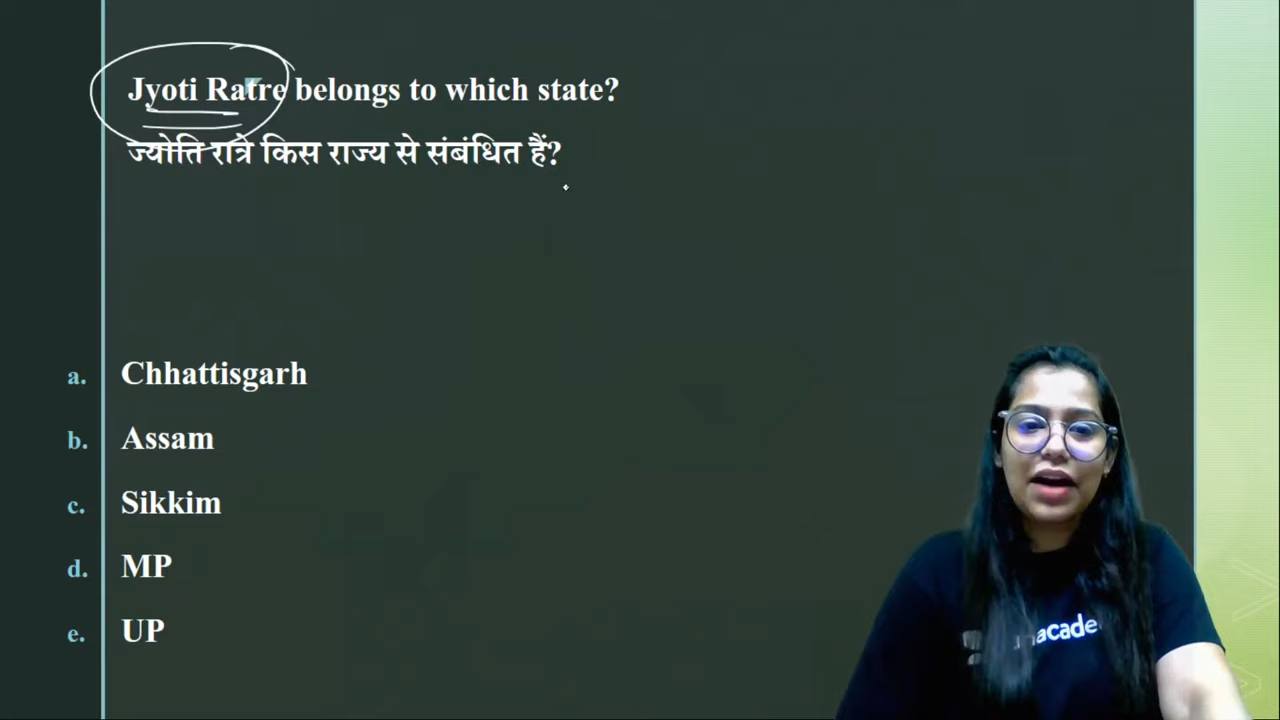 Jyoti Ratre belongs to which state?
ज्योति रात्रे किस राज्य से संबंधित हैं?
a. Chhattisgarh
b. Assam
c. Sikkim
d. MP
e. UP